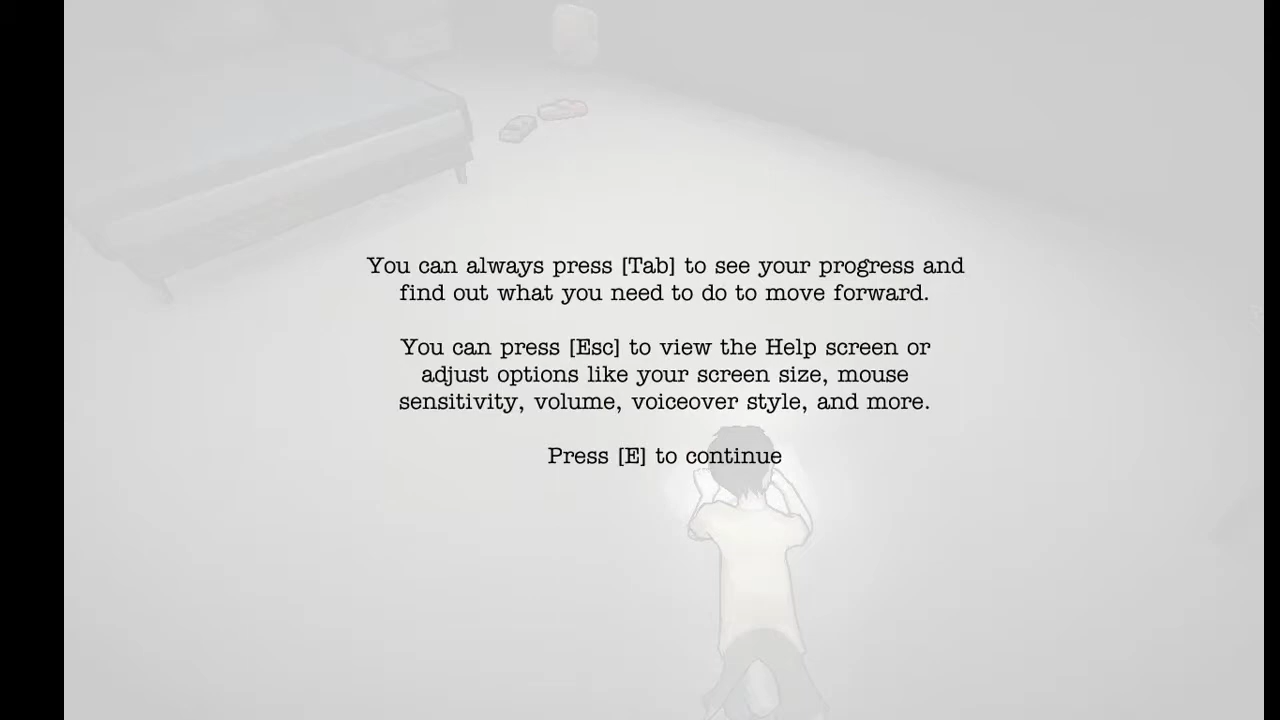 You can always press [Tab] to see your progress and
find out what you need to do to move forward.
You can press [Esc] to view the Help screen or
adjust options like your screen size, mouse
sensitivity, volume, voiceover style, and more.
Press [E] to continue